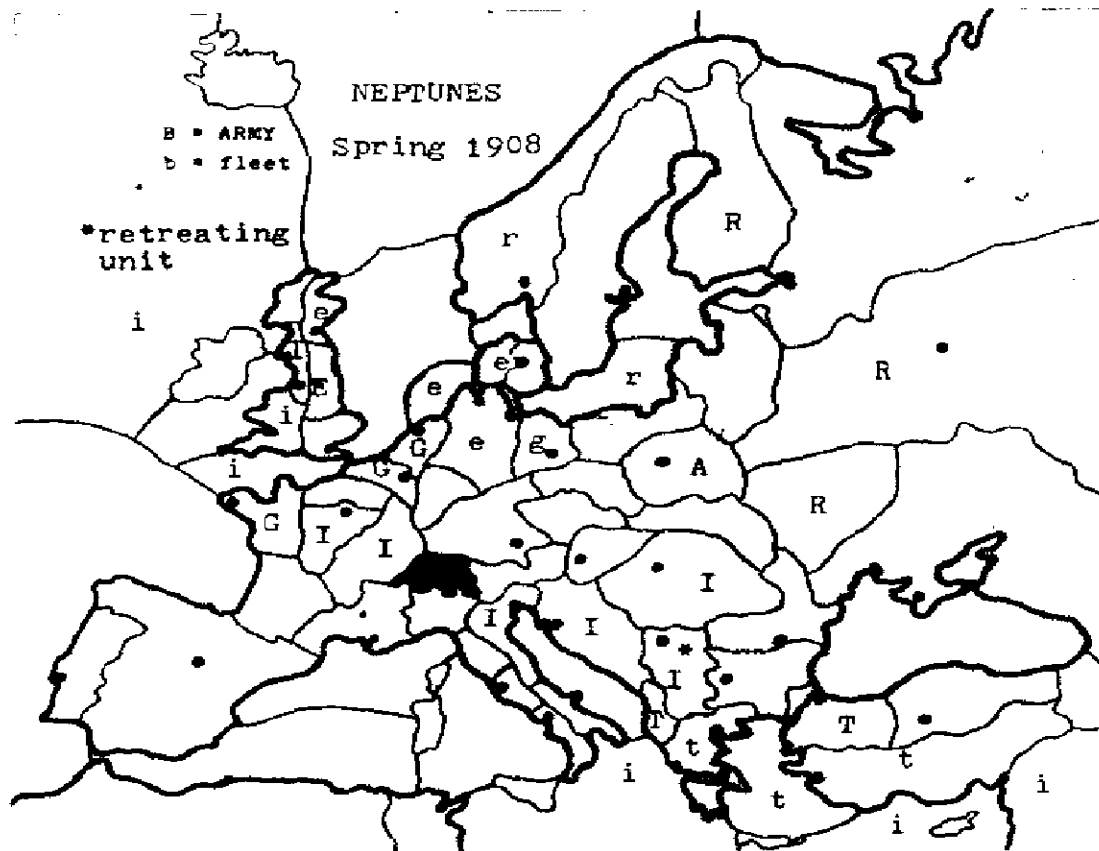 NEPTUNES
B = ARMY
b = fleet
Spring 1908
*retreating
unit
r
R
i
e
T
e
e
r
R
E
i
e
G
g
i
G
A
G
I
I
R
I
I
I
*
I
T
T
t
t
i
i
t
i